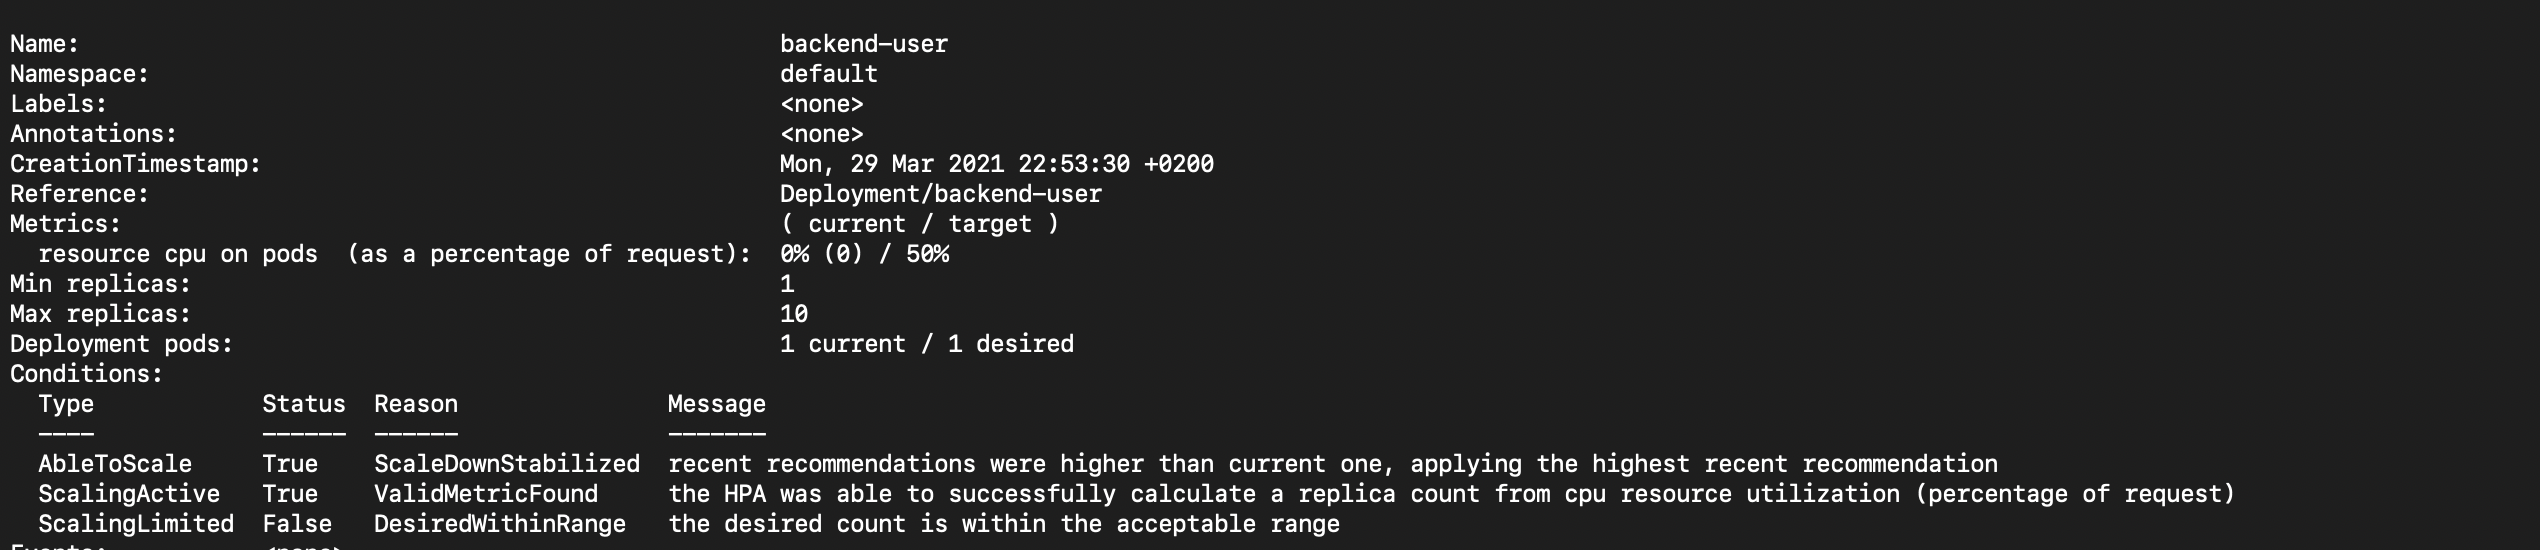 Name: backend-user
Namespace: default
Labels: <none>
Annotations: <none>
CreationTimestamp: Mon, 29 Mar 2021 22:53:30 +0200
Reference: Deployment/backend-user
Metrics: ( current / target )
resource cpu on pods (as a percentage of request): 0% (0) / 50%
Min replicas: 1
Max replicas: 10
Deployment pods: 1 current / 1 desired
Conditions:
Type Status Reason Message
---- ------ ------ -------
AbleToScale True ScaleDownStabilized recent recommendations were higher than current one, applying the highest recent recommendation
ScalingActive True ValidMetricFound the HPA was able to successfully calculate a replica count from cpu resource utilization (percentage of request)
ScalingLimited False DesiredWithinRange the desired count is within the acceptable range
Events: <none>